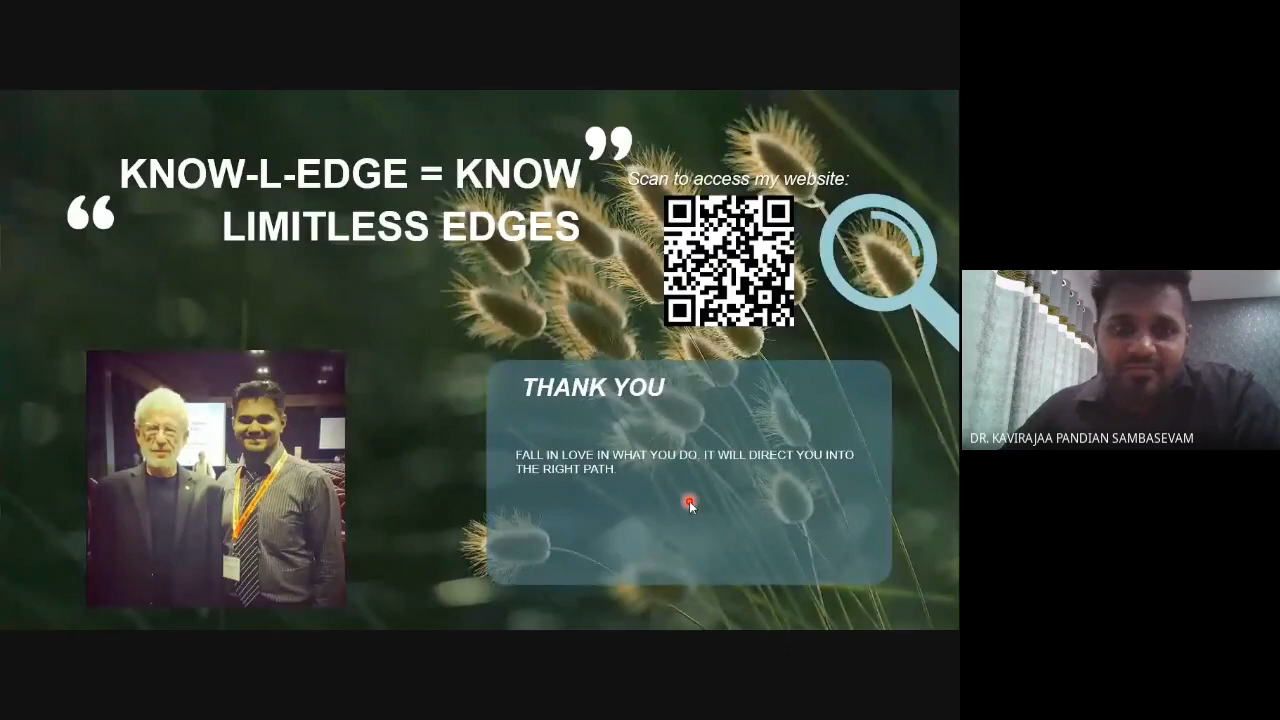 KNOW-L-EDGE = KNOW
LIMITLESS EDGES
Scan to access my website:
THANK YOU
FALL IN LOVE IN WHAT YOU DO, IT WILL DIRECT YOU INTO
THE RIGHT PATH.
DR. KAVIRAJAA PANDIAN SAMBASEVAM